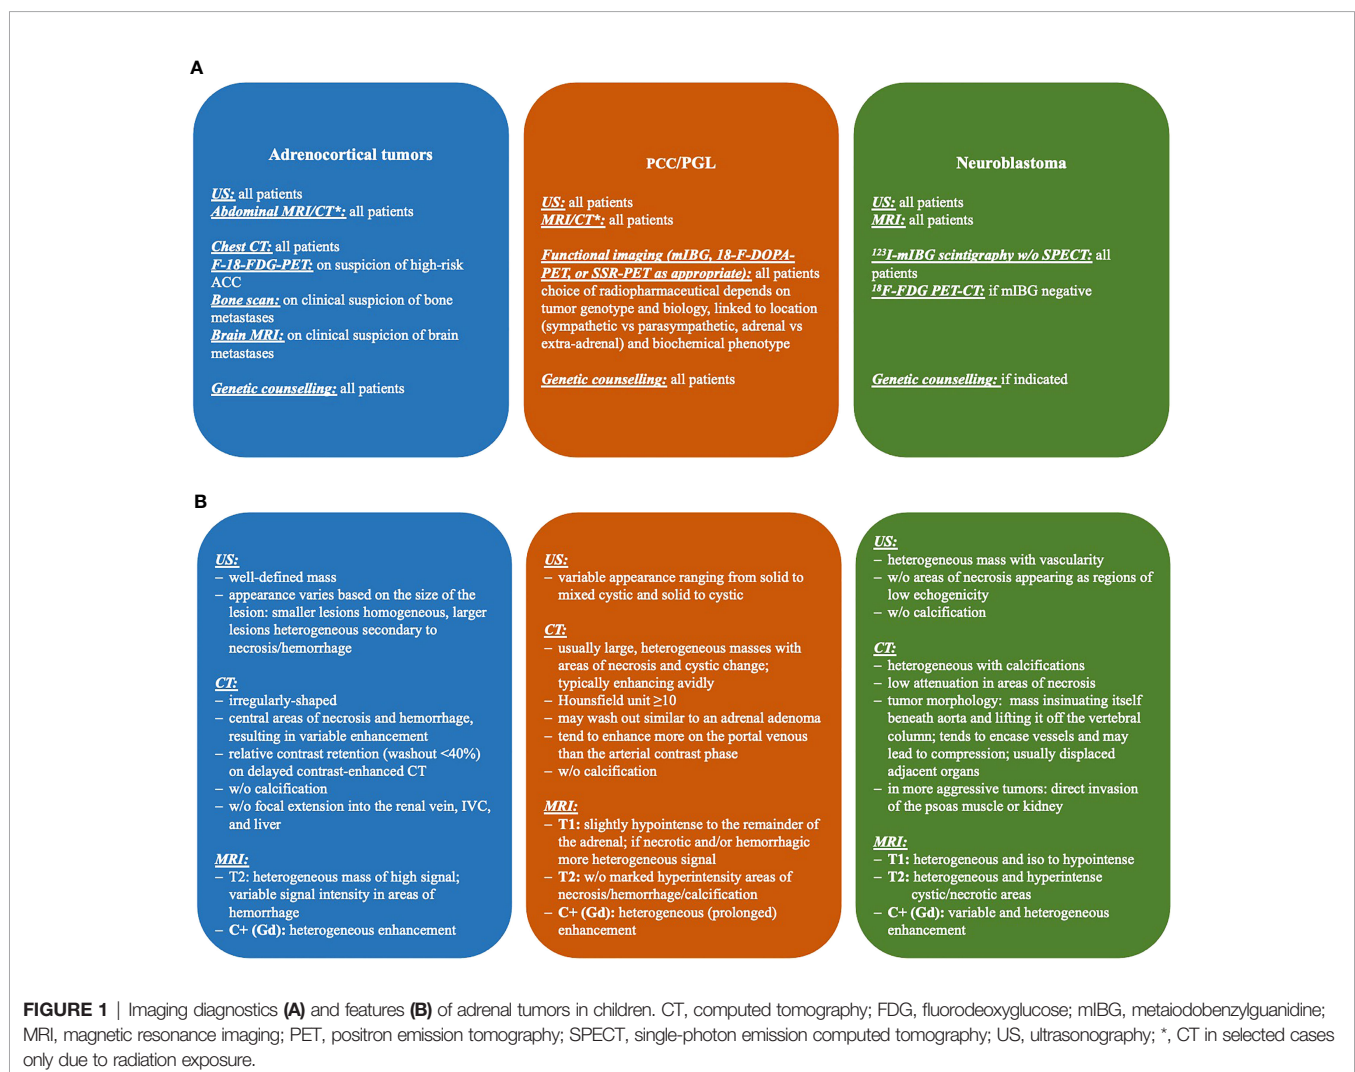 A
Adrenocortical tumors
US: all patients
Abdominal MRI/CT*: all patients
Chest CT: all patients
F-18-FDG-PET: on suspicion of high-risk
ACC
Bone scan: on clinical suspicion of bone
metastases
Brain MRI: on clinical suspicion of brain
metastases
Genetic counselling: all patients
PCC/PGL
US: all patients
MRI/CT*: all patients
Functional imaging (mIBG, 18-F-DOPA-
PET, or SSR-PET as appropriate): all patients
choice of radiopharmaceutical depends on
tumor genotype and biology, linked to location
(sympathetic vs parasympathetic, adrenal vs
extra-adrenal) and biochemical phenotype
Genetic counselling: all patients
Neuroblastoma
US: all patients
MRI: all patients
¹²³I-mIBG scintigraphy w/o SPECT: all
patients
¹⁸F-FDG PET-CT: if mIBG negative
Genetic counselling: if indicated
B
US:
– well-defined mass
– appearance varies based on the size of the
lesion: smaller lesions homogeneous, larger
lesions heterogeneous secondary to
necrosis/hemorrhage
CT:
– irregularly-shaped
– central areas of necrosis and hemorrhage,
resulting in variable enhancement
– relative contrast retention (washout <40%)
on delayed contrast-enhanced CT
– w/o calcification
– w/o focal extension into the renal vein, IVC,
and liver
MRI:
– T2: heterogeneous mass of high signal;
variable signal intensity in areas of
hemorrhage
– C+ (Gd): heterogeneous enhancement
US:
– variable appearance ranging from solid to
mixed cystic and solid to cystic
CT:
– usually large, heterogeneous masses with
areas of necrosis and cystic change;
typically enhancing avidly
– Hounsfield unit ≥10
– may wash out similar to an adrenal adenoma
– tend to enhance more on the portal venous
than the arterial contrast phase
– w/o calcification
MRI:
– T1: slightly hypointense to the remainder of
the adrenal; if necrotic and/or hemorrhagic
more heterogeneous signal
– T2: w/o marked hyperintensity areas of
necrosis/hemorrhage/calcification
– C+ (Gd): heterogeneous (prolonged)
enhancement
US:
– heterogeneous mass with vascularity
– w/o areas of necrosis appearing as regions of
low echogenicity
– w/o calcification
CT:
– heterogeneous with calcifications
– low attenuation in areas of necrosis
– tumor morphology: mass insinuating itself
beneath aorta and lifting it off the vertebral
column; tends to encase vessels and may
lead to compression; usually displaced
adjacent organs
– in more aggressive tumors: direct invasion
of the psoas muscle or kidney
MRI:
– T1: heterogeneous and iso to hypointense
– T2: heterogeneous and hyperintense
cystic/necrotic areas
– C+ (Gd): variable and heterogeneous
enhancement
FIGURE 1 | Imaging diagnostics (A) and features (B) of adrenal tumors in children. CT, computed tomography; FDG, fluorodeoxyglucose; mIBG, metaiodobenzylguanidine;
MRI, magnetic resonance imaging; PET, positron emission tomography; SPECT, single-photon emission computed tomography; US, ultrasonography; *, CT in selected cases
only due to radiation exposure.